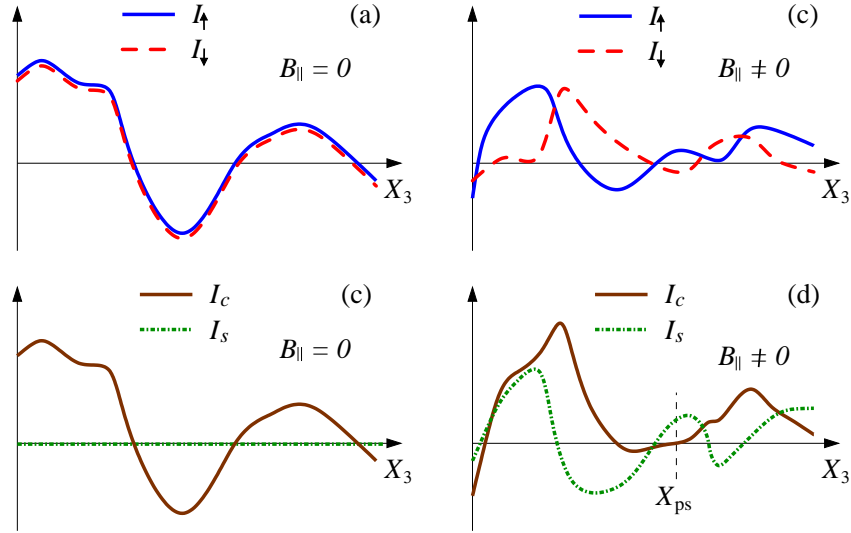 I↑ (a)
I↓
B|| = 0
X3
I↑ (c)
I↓
B|| ≠ 0
X3
Ic (c)
Is
B|| = 0
X3
Ic (d)
Is
B|| ≠ 0
X3
Xps